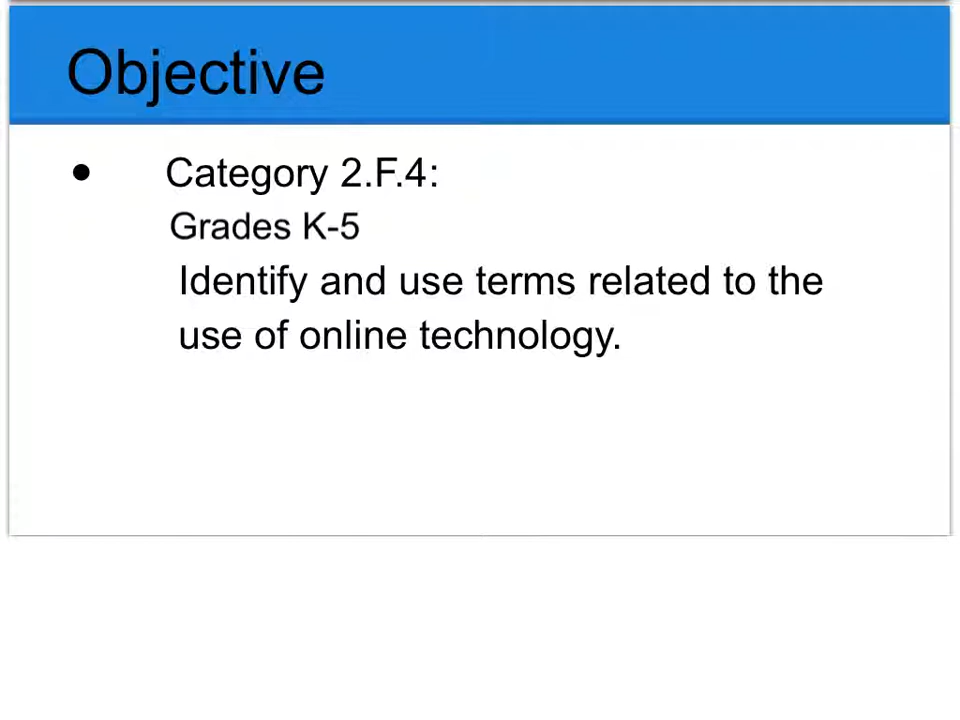 Objective
● Category 2.F.4:
Grades K-5
Identify and use terms related to the
use of online technology.